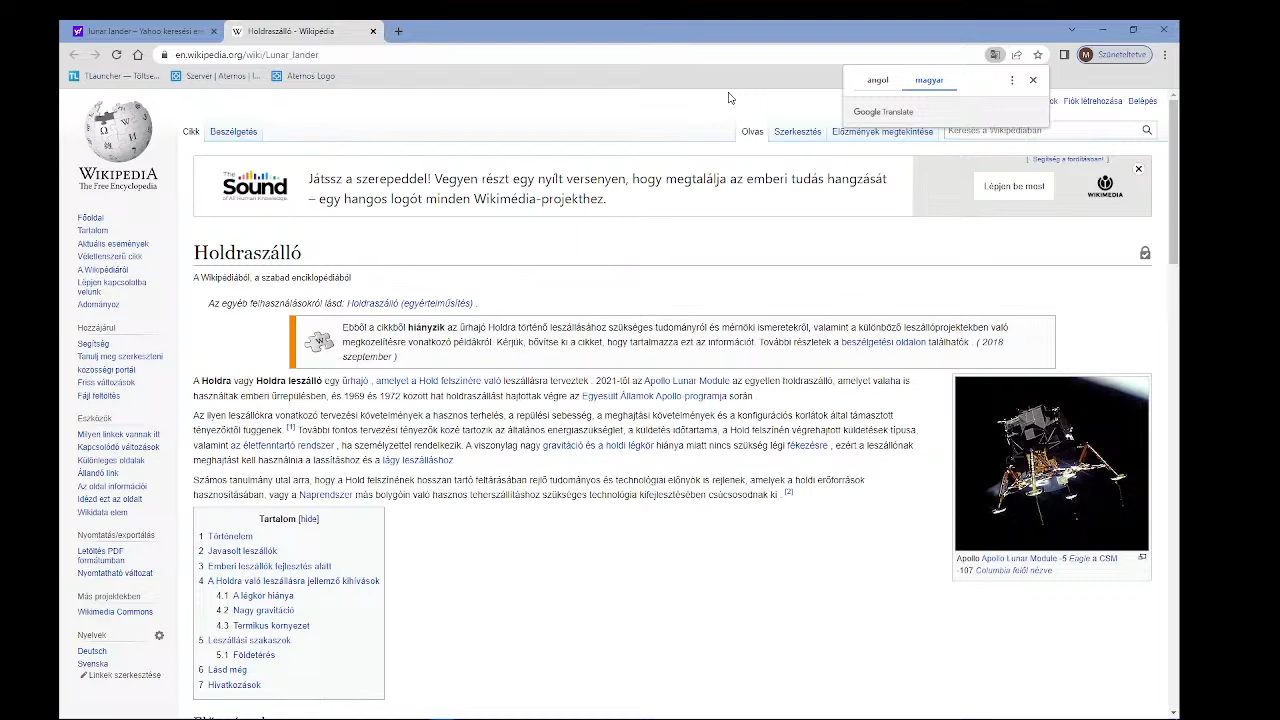 lunar lander – Yahoo keresési er
Holdraszálló - Wikipédia
en.wikipedia.org/wiki/Lunar_lander
Szüneteltetve
TLauncher — Töltse...
Szerver | Aternos | I...
Aternos Logo
angol
magyar
Google Translate
ok Fiók létrehozása Belépés
Cikk Beszélgetés
Olvas Szerkesztés Előzmények megtekintése Keresés a Wikipédiában
WIKIPEDIA
The Free Encyclopedia
The Sound of All Human Knowledge.
Játssz a szerepeddel! Vegyen részt egy nyílt versenyen, hogy megtalálja az emberi tudás hangzását
– egy hangos logót minden Wikimédia-projekthez.
[ Segítség a fordításban! ]
Lépjen be most
WIKIMEDIA
Főoldal
Tartalom
Aktuális események
Véletlenszerű cikk
A Wikipédiáról
Lépjen kapcsolatba
velünk
Adományoz
Hozzájárul
Segítség
Tanulj meg szerkeszteni
közösségi portál
Friss változások
Fájl feltöltés
Eszközök
Milyen linkek vannak itt
Kapcsolódó változások
Különleges oldalak
Állandó link
Az oldal információi
Idézd ezt az oldalt
Wikidata elem
Nyomtatás/exportálás
Letöltés PDF
formátumban
Nyomtatható változat
Más projektekben
Wikimedia Commons
Nyelvek
Deutsch
Svenska
Linkek szerkesztése
Holdraszálló
A Wikipédiából, a szabad enciklopédiából
Az egyéb felhasználásokról lásd: Holdraszálló (egyértelműsítés) .
Ebből a cikkből hiányzik az űrhajó Holdra történő leszállásához szükséges tudományról és mérnöki ismeretekről, valamint a különböző leszállóprojektekben való
megközelítésre vonatkozó példákról. Kérjük, bővítse ki a cikket, hogy tartalmazza ezt az információt. További részletek a beszélgetési oldalon találhatók . ( 2018
szeptember )
A Holdra vagy Holdra leszálló egy űrhajó , amelyet a Hold felszínére való leszállásra terveztek . 2021-től az Apollo Lunar Module az egyetlen holdraszálló, amelyet valaha is
használtak emberi űrrepülésben, és 1969 és 1972 között hat holdraszállást hajtottak végre az Egyesült Államok Apollo-programja során .
Az ilyen leszállókra vonatkozó tervezési követelmények a hasznos terhelés, a repülési sebesség, a meghajtási követelmények és a konfigurációs korlátok által támasztott
tényezőktől függenek. [1] További fontos tervezési tényezők közé tartozik az általános energiaszükséglet, a küldetés időtartama, a Hold felszínén végrehajtott küldetések típusa,
valamint az életfenntartó rendszer , ha személyzettel rendelkezik. A viszonylag nagy gravitáció és a holdi légkör hiánya miatt nincs szükség légi fékezésre , ezért a leszállónak
meghajtást kell használnia a lassításhoz és a lágy leszálláshoz
Számos tanulmány utal arra, hogy a Hold felszínének hosszan tartó feltárásában rejlő tudományos és technológiai előnyök is rejlenek, amelyek a holdi erőforrások
hasznosításában, vagy a Naprendszer más bolygóin való hasznos teherszállításhoz szükséges technológia kifejlesztésében csúcsosodnak ki . [2]
Tartalom [hide]
1 Történelem
2 Javasolt leszállók
3 Emberi leszállók fejlesztés alatt
4 A Holdra való leszállásra jellemző kihívások
4.1 A légkör hiánya
4.2 Nagy gravitáció
4.3 Termikus környezet
5 Leszállási szakaszok
5.1 Földetérés
6 Lásd még
7 Hivatkozások
Apollo Apollo Lunar Module -5 Eagle a CSM
-107 Columbia felől nézve